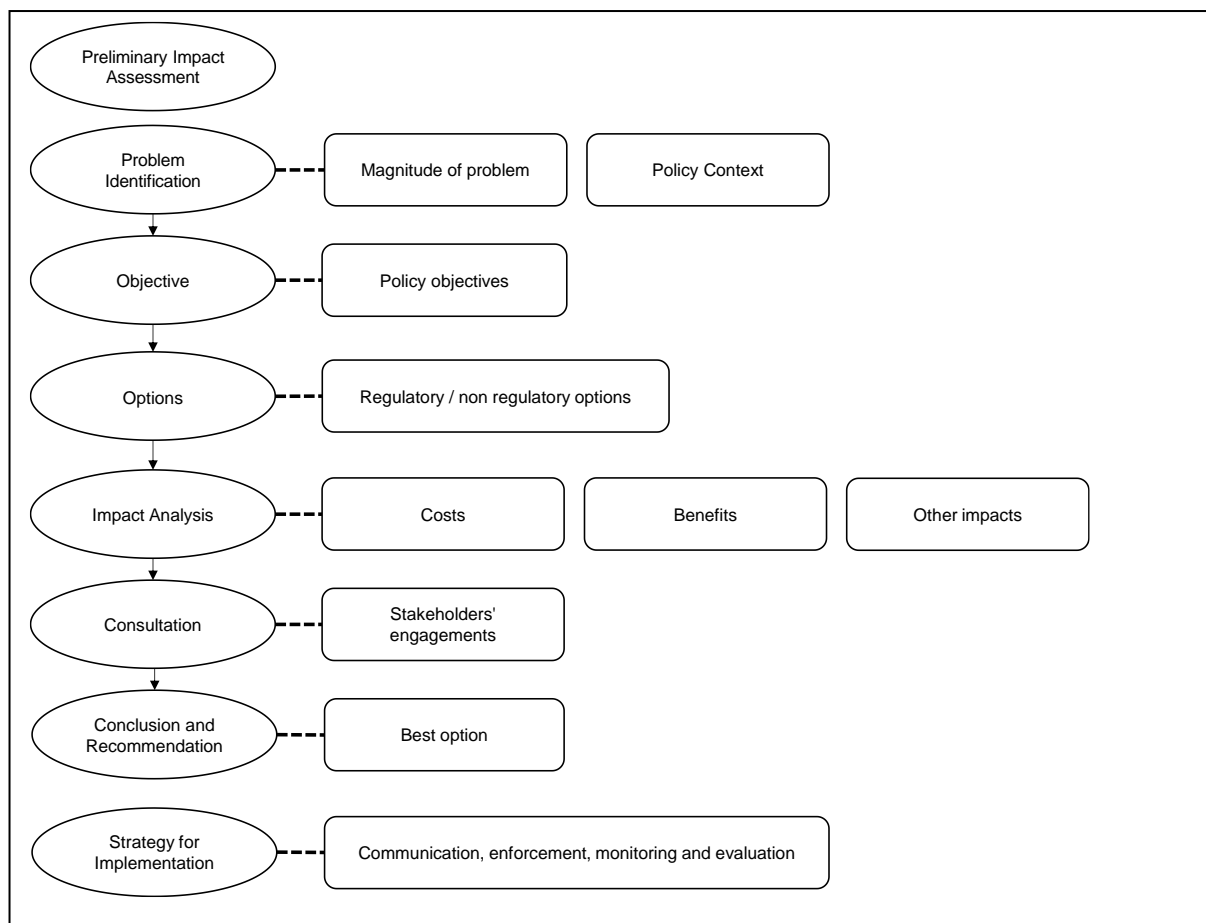 Preliminary Impact
Assessment
Problem
Identification
Magnitude of problem
Policy Context
Objective
Policy objectives
Options
Regulatory / non regulatory options
Impact Analysis
Costs
Benefits
Other impacts
Consultation
Stakeholders'
engagements
Conclusion and
Recommendation
Best option
Strategy for
Implementation
Communication, enforcement, monitoring and evaluation